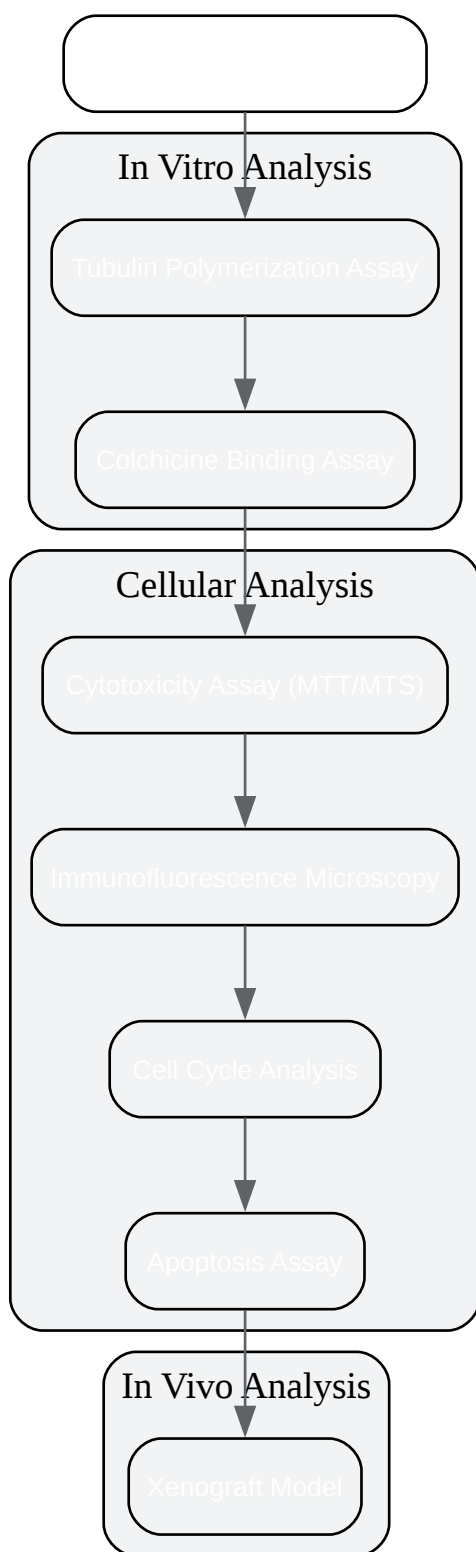 In Vitro Analysis
Tubulin Polymerization Assay
Colchicine Binding Assay
Cellular Analysis
Cytotoxicity Assay (MTT/MTS)
Immunofluorescence Microscopy
Cell Cycle Analysis
Apoptosis Assay
In Vivo Analysis
Xenograft Model